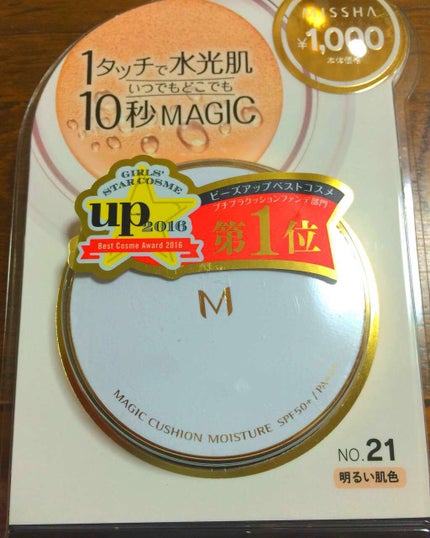 MISSHA
¥1,000
本体価格
1タッチで水光肌
いつでもどこでも
10秒MAGIC
GIRLS'
STAR COSME
up
2016
Best Cosme Award 2016
ビーズアップベストコスメ
プチプラクッションファンデ部門
第1位
M
MAGIC CUSHION MOISTURE SPF50+ / PA
NO.21
明るい肌色